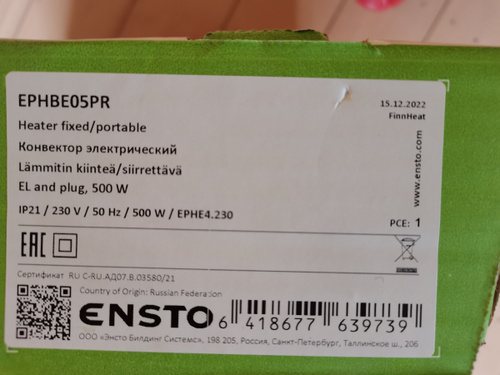 EPHBE05PR
15.12.2022
FinnHeat
Heater fixed/portable
Конвектор электрический
Lämmitin kiinteä/siirrettävä
EL and plug, 500 W
www.ensto.com
IP21 / 230 V / 50 Hz / 500 W / EPHE4.230
PCE: 1
EAC
Сертификат RU C-RU.АД07.В.03580/21
Country of Origin: Russian Federation
ENSTO
6 418677 639739
ООО «Энсто Билдинг Системс», 198 205, Россия, Санкт-Петербург, Таллинское ш., 206